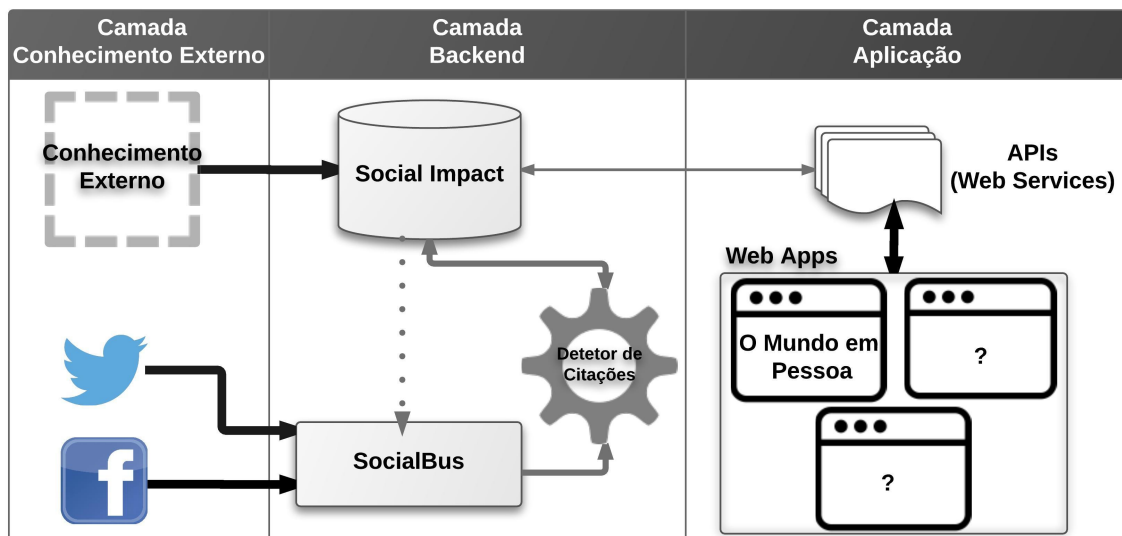 Camada
Conhecimento Externo
Camada
Backend
Camada
Aplicação
Conhecimento
Externo
Social Impact
APIs
(Web Services)
Web Apps
O Mundo em
Pessoa
?
?
Detetor de
Citações
SocialBus
f